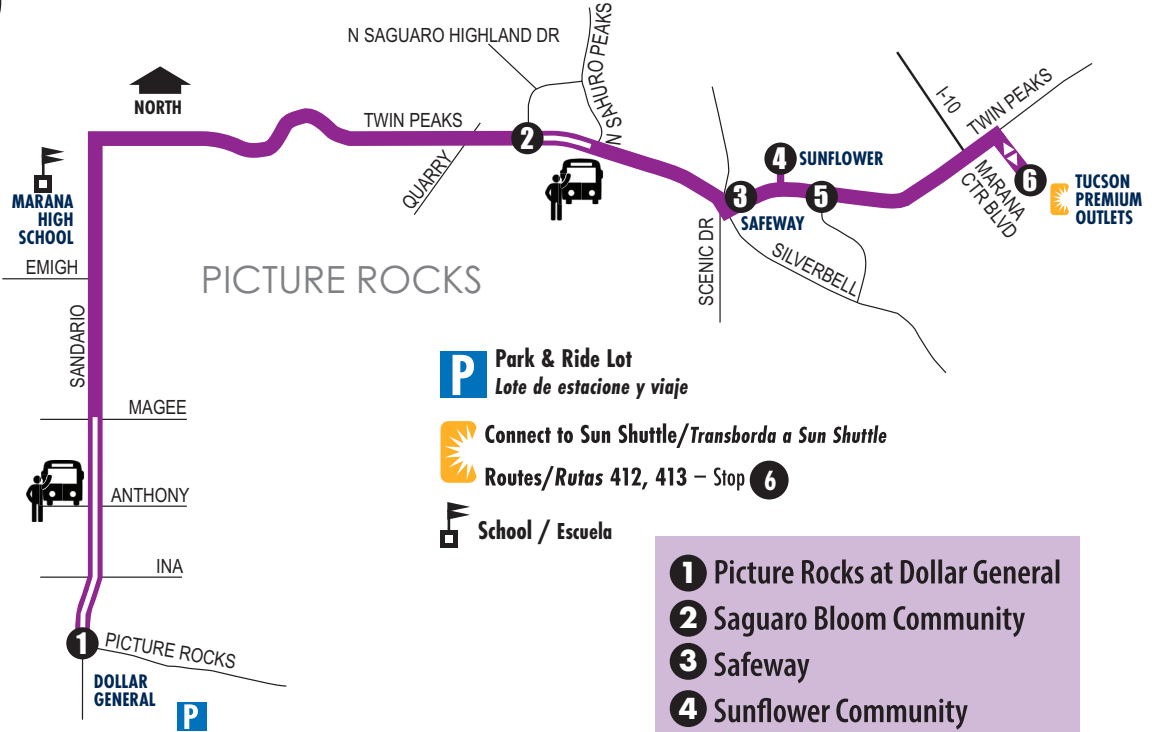 N SAGUARO HIGHLAND DR
N SAHURO PEAKS
NORTH
TWIN PEAKS
2
QUARRY
I-10
TWIN PEAKS
4 SUNFLOWER
3
SAFEWAY
5
6
MARANA
CTR BLVD
TUCSON
PREMIUM
OUTLETS
MARANA
HIGH
SCHOOL
EMIGH
SANDARIO
PICTURE ROCKS
SCENIC DR
SILVERBELL
MAGEE
ANTHONY
INA
1
PICTURE ROCKS
DOLLAR
GENERAL
P
P
Park & Ride Lot
Lote de estacione y viaje
Connect to Sun Shuttle/Transborda a Sun Shuttle
Routes/Rutas 412, 413 – Stop 6
School / Escuela
1 Picture Rocks at Dollar General
2 Saguaro Bloom Community
3 Safeway
4 Sunflower Community